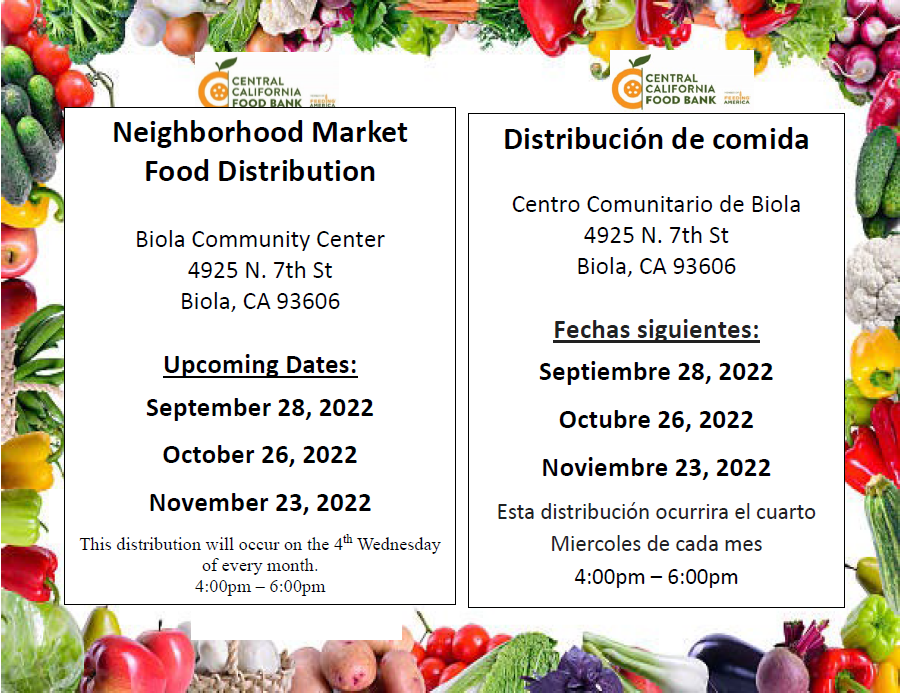 CENTRAL
CALIFORNIA
FOOD BANK
FEEDING
AMERICA
Neighborhood Market
Food Distribution
Biola Community Center
4925 N. 7th St
Biola, CA 93606
Upcoming Dates:
September 28, 2022
October 26, 2022
November 23, 2022
This distribution will occur on the 4th Wednesday
of every month.
4:00pm – 6:00pm
CENTRAL
CALIFORNIA
FOOD BANK
FEEDING
AMERICA
Distribución de comida
Centro Comunitario de Biola
4925 N. 7th St
Biola, CA 93606
Fechas siguientes:
Septiembre 28, 2022
Octubre 26, 2022
Noviembre 23, 2022
Esta distribución ocurrira el cuarto
Miercoles de cada mes
4:00pm – 6:00pm